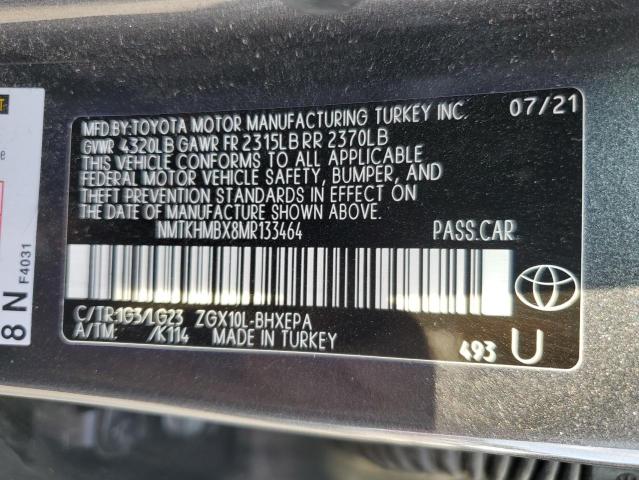 MFD.BY:TOYOTA MOTOR MANUFACTURING TURKEY INC. 07/21
GVWR 4320LB GAWR FR 2315LB RR 2370LB
THIS VEHICLE CONFORMS TO ALL APPLICABLE
FEDERAL MOTOR VEHICLE SAFETY, BUMPER, AND
THEFT PREVENTION STANDARDS IN EFFECT ON
THE DATE OF MANUFACTURE SHOWN ABOVE.
NMTKHMBX8MR133464 PASS.CAR
C/TR:1G3/LG23 ZGX10L-BHXEPA
A/TM: /K114 MADE IN TURKEY
493 U
8 N F4031